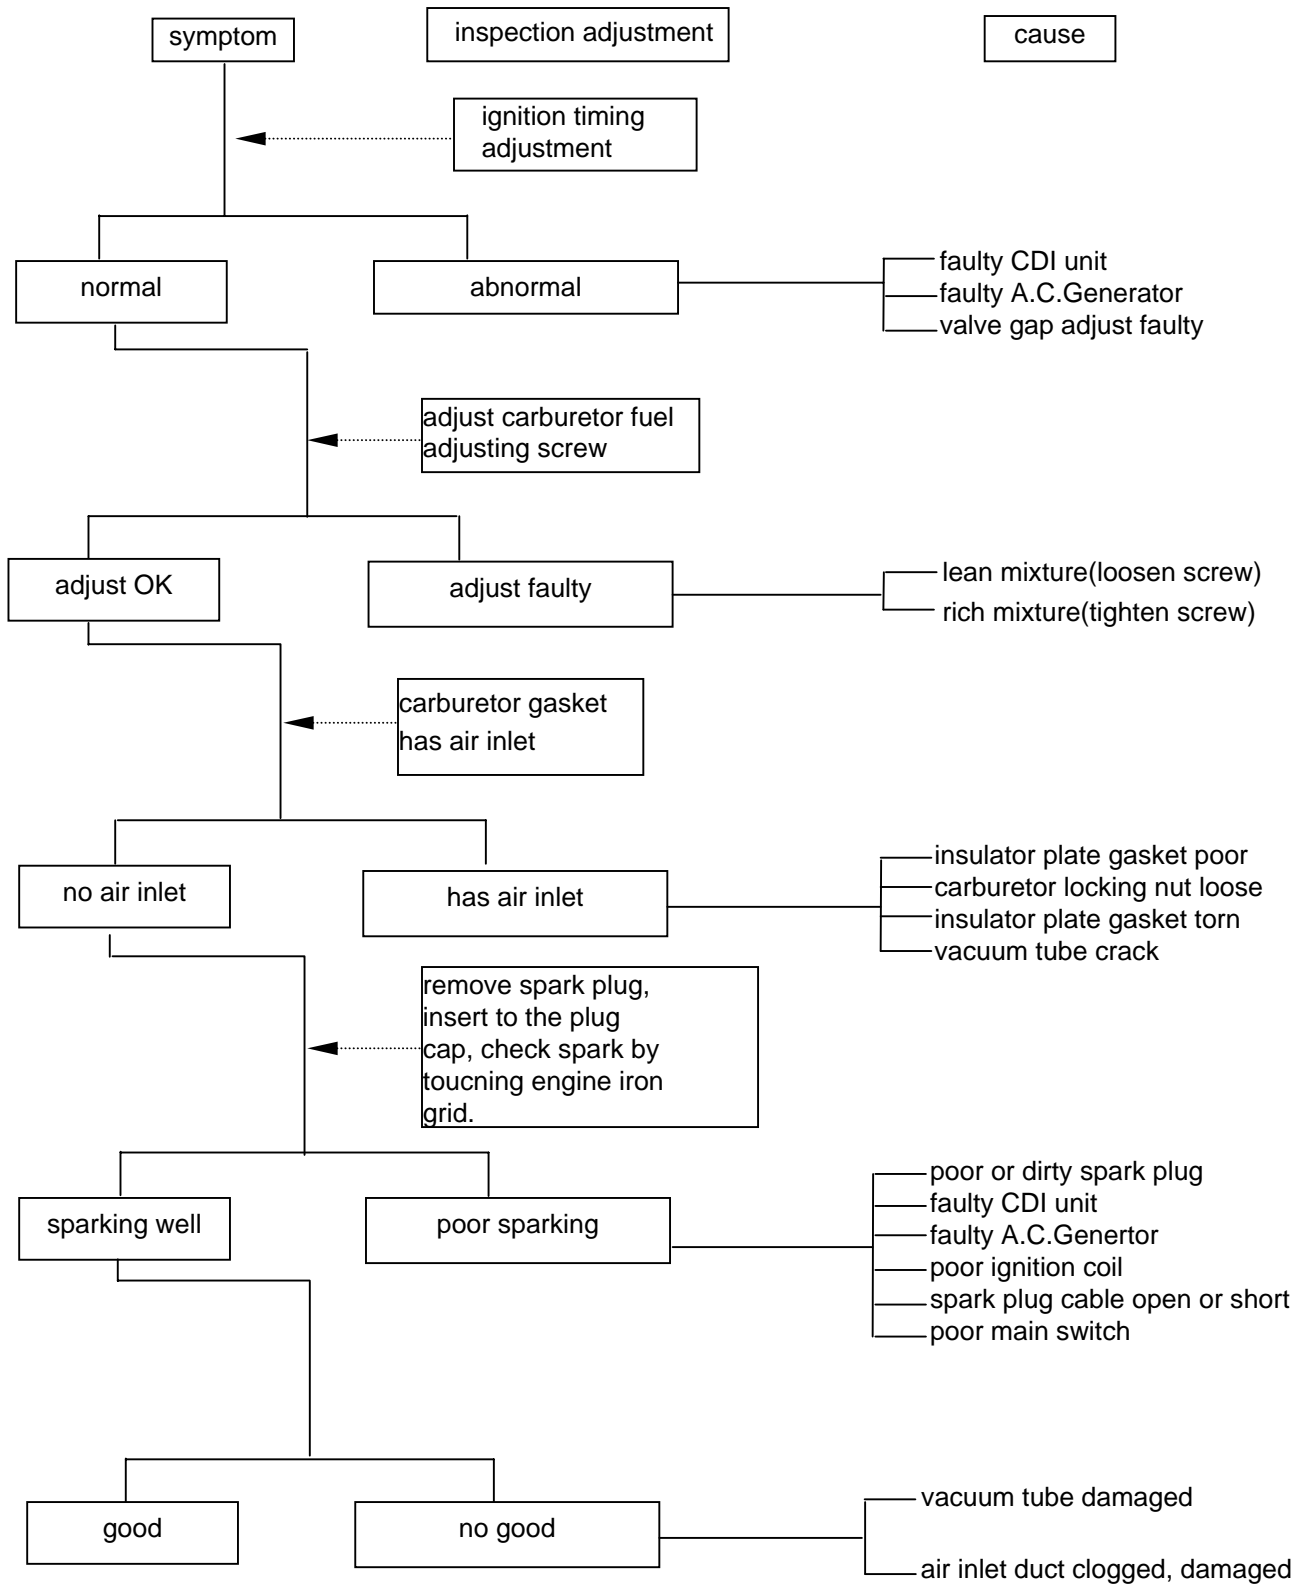 symptom
inspection adjustment
cause
ignition timing
adjustment
normal
abnormal
faulty CDI unit
faulty A.C.Generator
valve gap adjust faulty
adjust carburetor fuel
adjusting screw
adjust OK
adjust faulty
lean mixture(loosen screw)
rich mixture(tighten screw)
carburetor gasket
has air inlet
no air inlet
has air inlet
insulator plate gasket poor
carburetor locking nut loose
insulator plate gasket torn
vacuum tube crack
remove spark plug,
insert to the plug
cap, check spark by
toucning engine iron
grid.
sparking well
poor sparking
poor or dirty spark plug
faulty CDI unit
faulty A.C.Genertor
poor ignition coil
spark plug cable open or short
poor main switch
good
no good
vacuum tube damaged
air inlet duct clogged, damaged